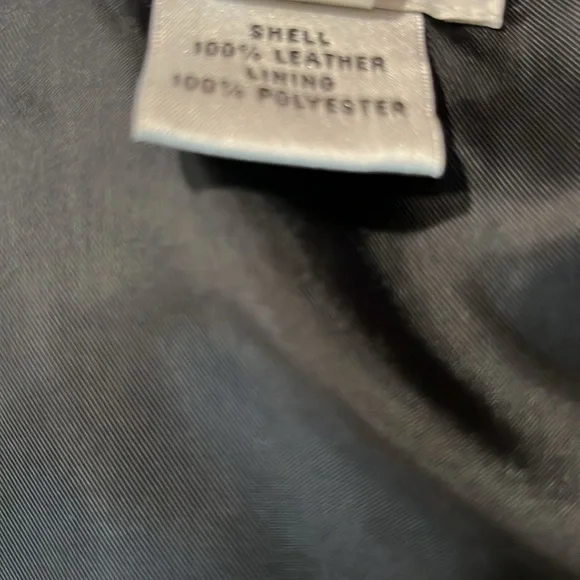 SHELL
100% LEATHER
LINING
100% POLYESTER